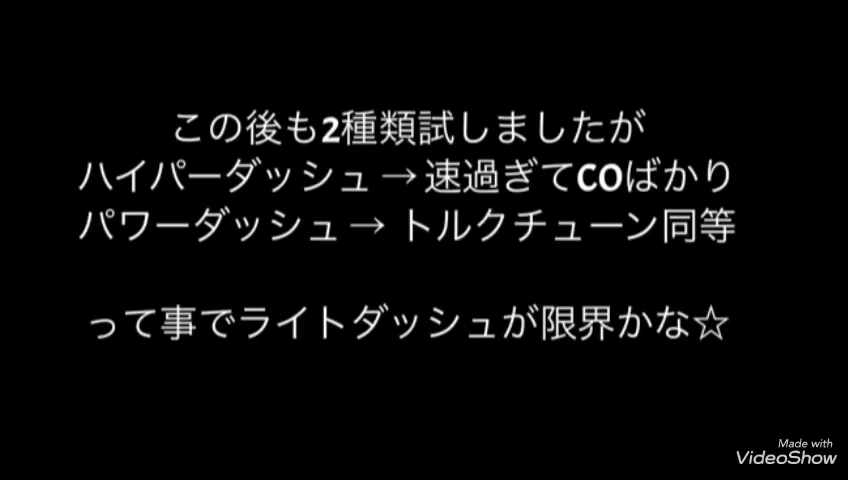 この後も2種類試しましたが
ハイパーダッシュ → 速過ぎてCOばかり
パワーダッシュ → トルクチューン同等
って事でライトダッシュが限界かな☆
Made with
VideoShow